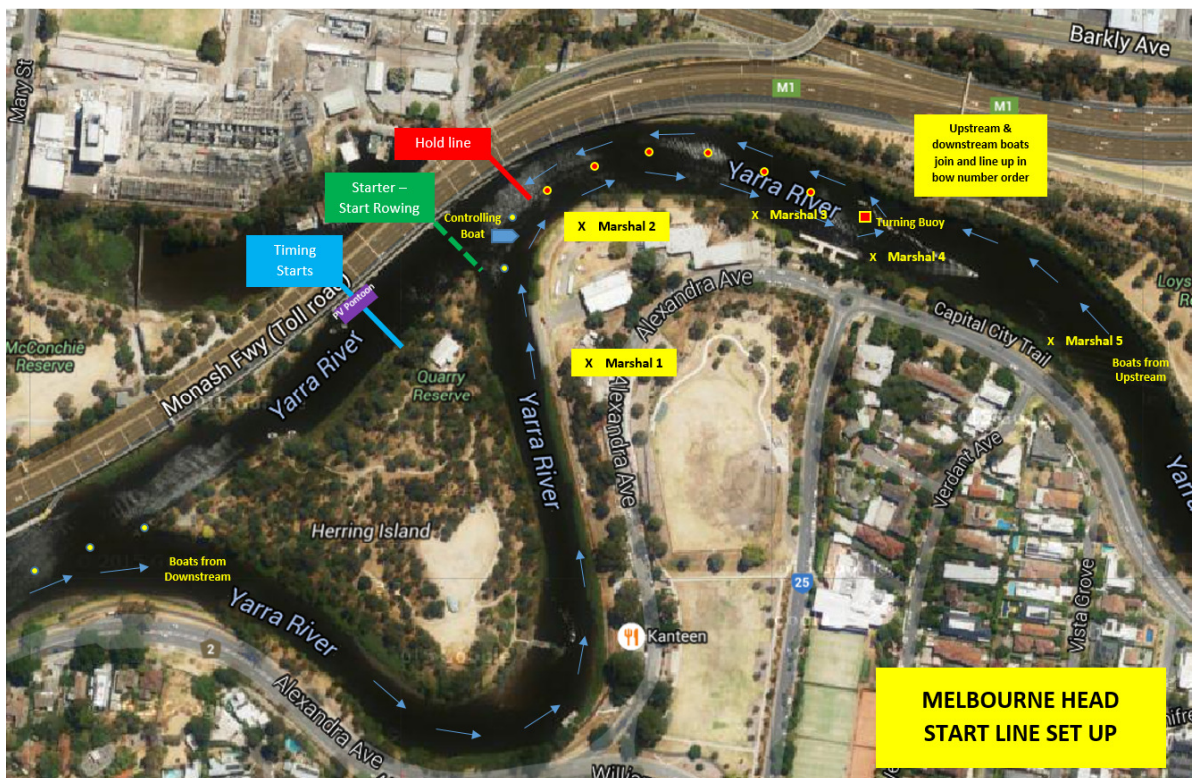 Barkly Ave
Mary St
M1
M1
Upstream &
downstream boats
join and line up in
bow number order
Hold line
Starter –
Start Rowing
Controlling
Boat
Timing
Starts
X Marshal 2
Yarra River
X Marshal 3
Turning Buoy
X Marshal 4
PV Pontoon
Monash Fwy (Toll road)
Yarra River
McConchie
Reserve
Quarry
Reserve
X Marshal 1
Alexandra Ave
Alexandra Ave
Capital City Trail
X Marshal 5
Boats from
Upstream
Yarra River
Verdant Ave
Herring Island
Boats from
Downstream
Yarra River
25
Vista Grove
Kanteen
2
Alexandra Ave
MELBOURNE HEAD
START LINE SET UP